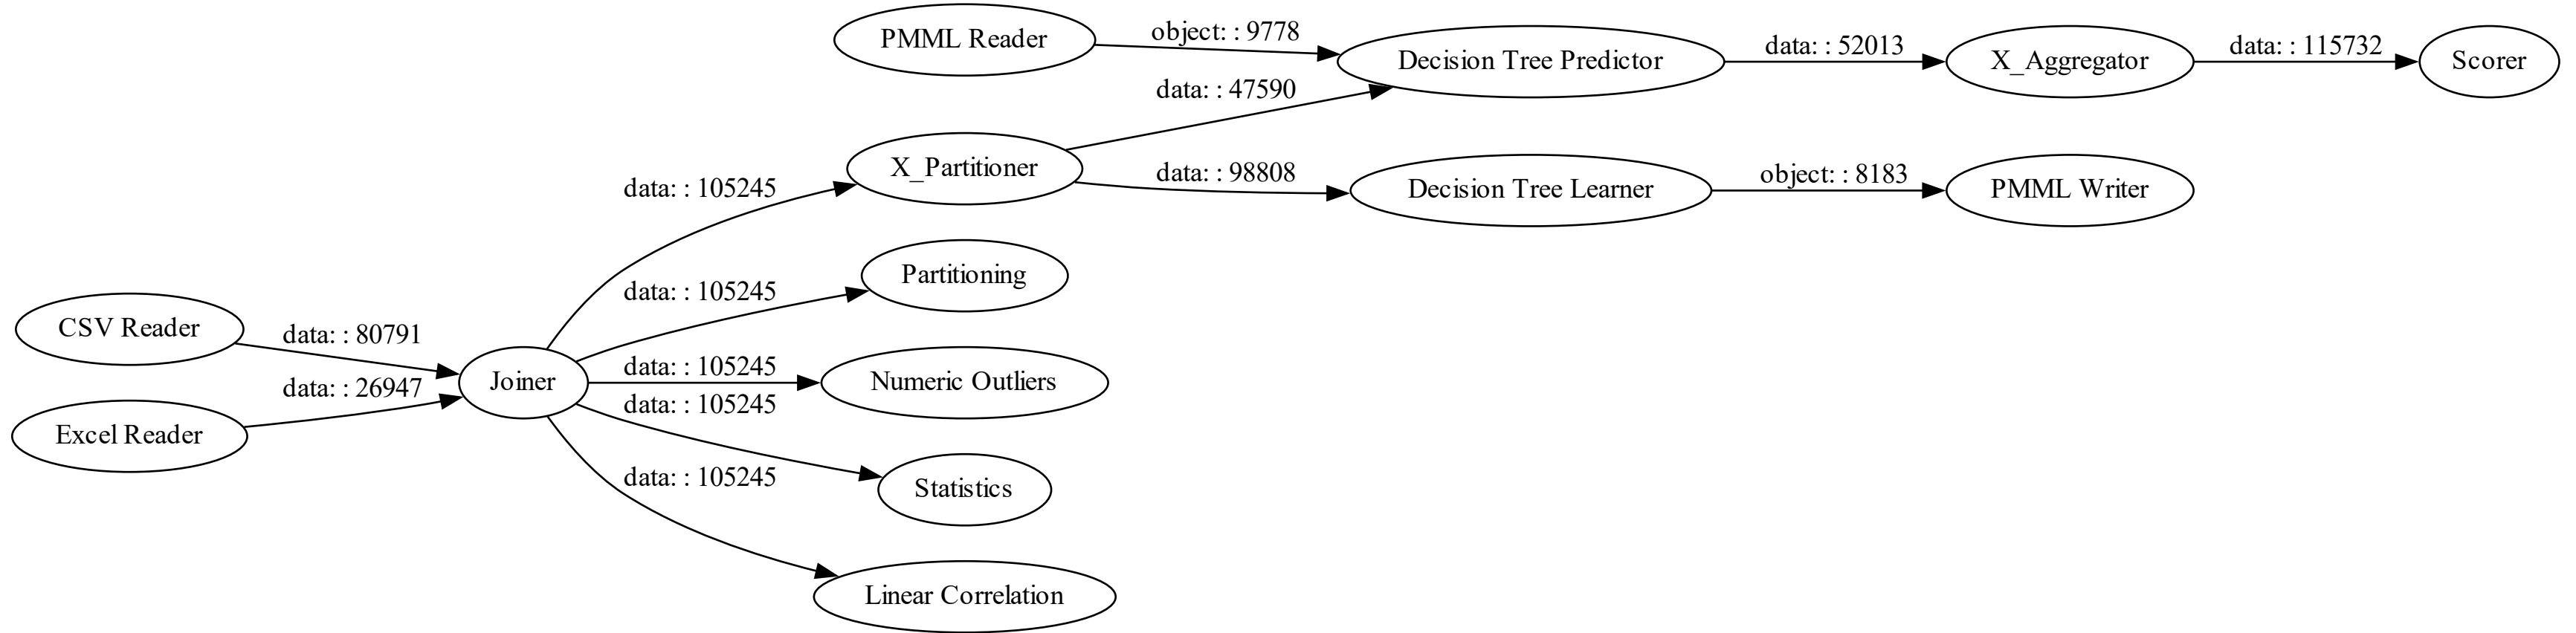 PMML Reader
object: : 9778
Decision Tree Predictor
data: : 52013
X_Aggregator
data: : 115732
Scorer
data: : 47590
X_Partitioner
data: : 98808
Decision Tree Learner
object: : 8183
PMML Writer
data: : 105245
Partitioning
data: : 105245
CSV Reader
data: : 80791
Joiner
data: : 105245
Numeric Outliers
Excel Reader
data: : 26947
data: : 105245
Statistics
data: : 105245
Linear Correlation